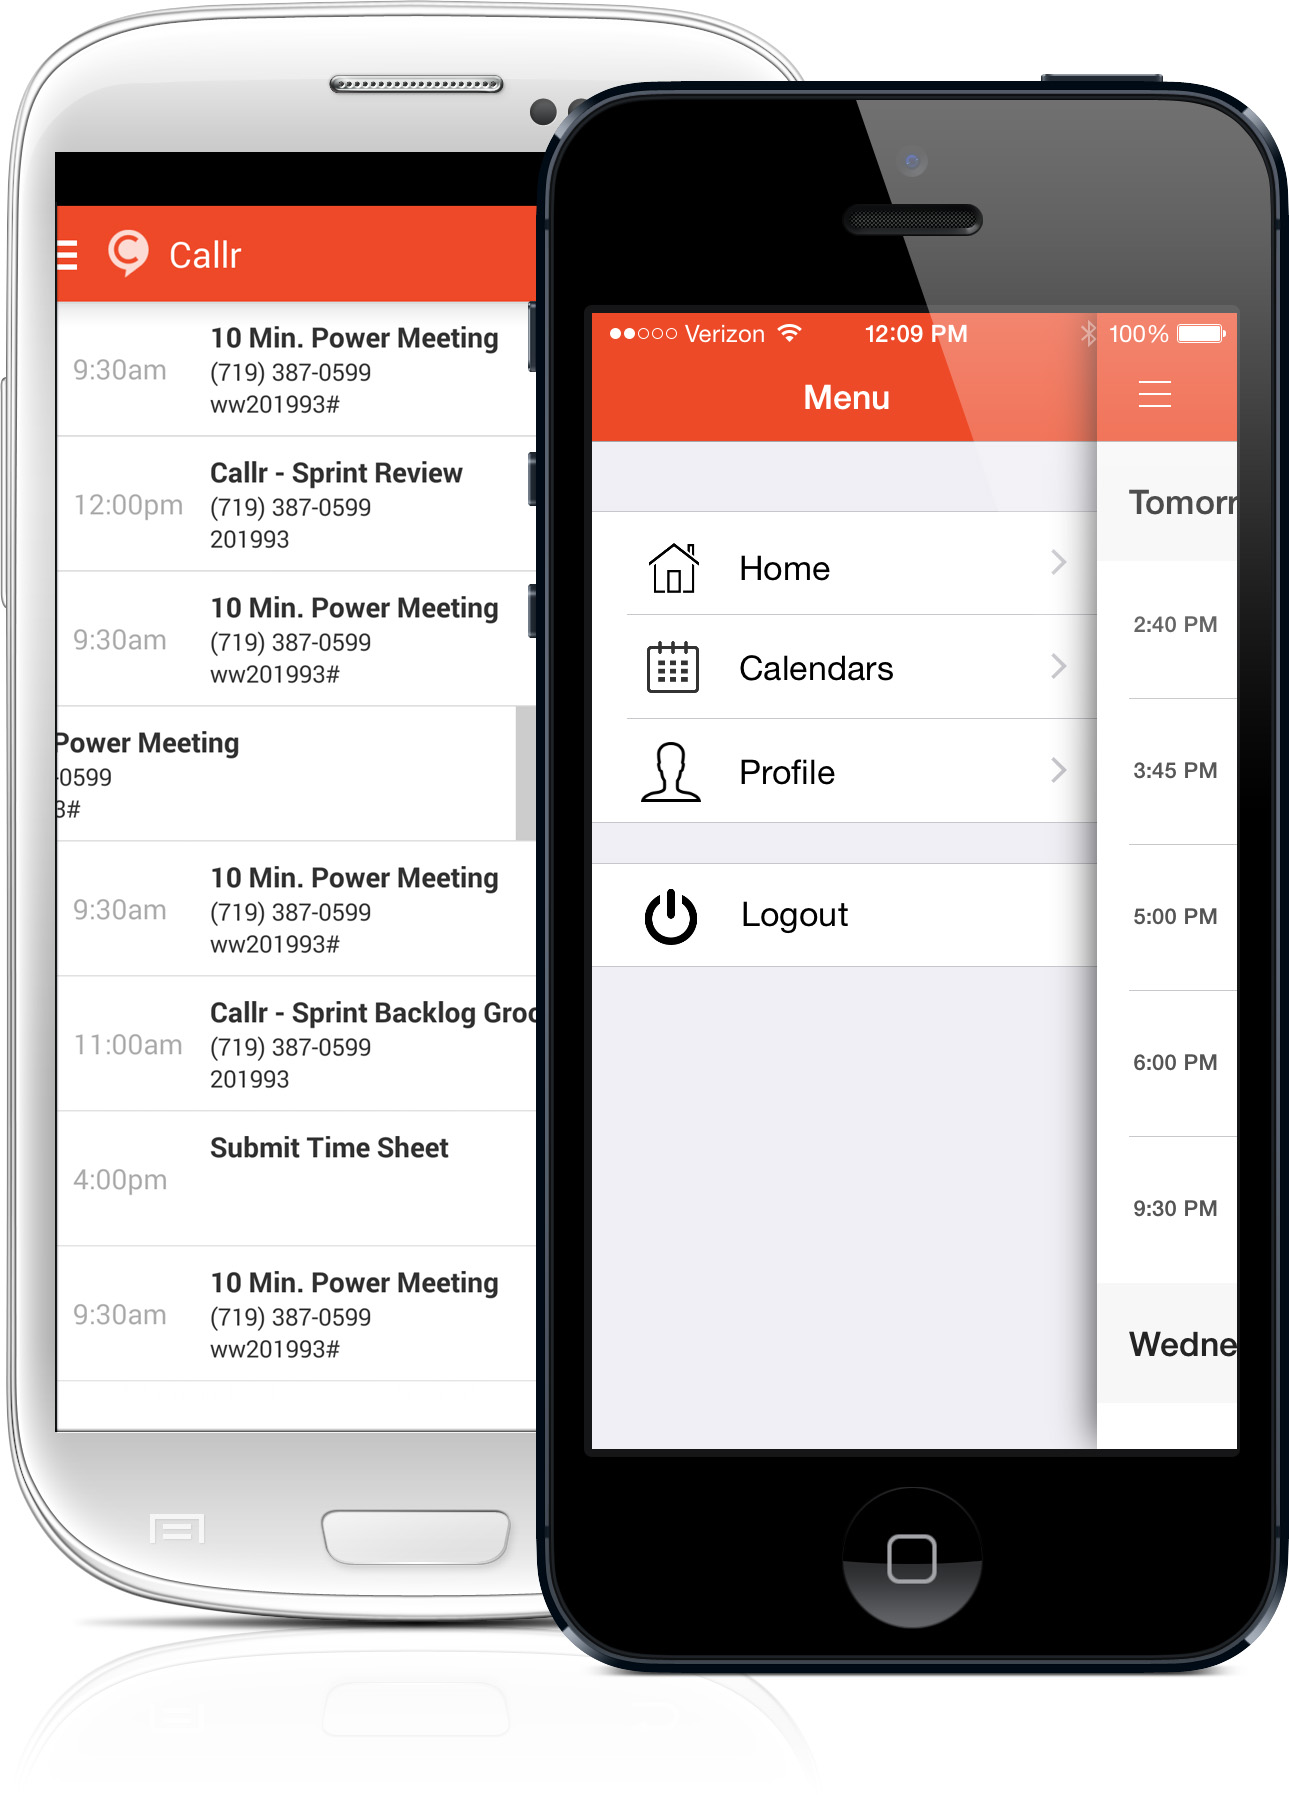 Callr
10 Min. Power Meeting
9:30am
(719) 387-0599
ww201993#
Callr - Sprint Review
12:00pm
(719) 387-0599
201993
10 Min. Power Meeting
9:30am
(719) 387-0599
ww201993#
Power Meeting
-0599
3#
10 Min. Power Meeting
9:30am
(719) 387-0599
ww201993#
Callr - Sprint Backlog Groo
11:00am
(719) 387-0599
201993
Submit Time Sheet
4:00pm
10 Min. Power Meeting
9:30am
(719) 387-0599
ww201993#
Verizon 12:09 PM 100%
Menu
Home
Calendars
Profile
Logout
Tomorr
2:40 PM
3:45 PM
5:00 PM
6:00 PM
9:30 PM
Wedne